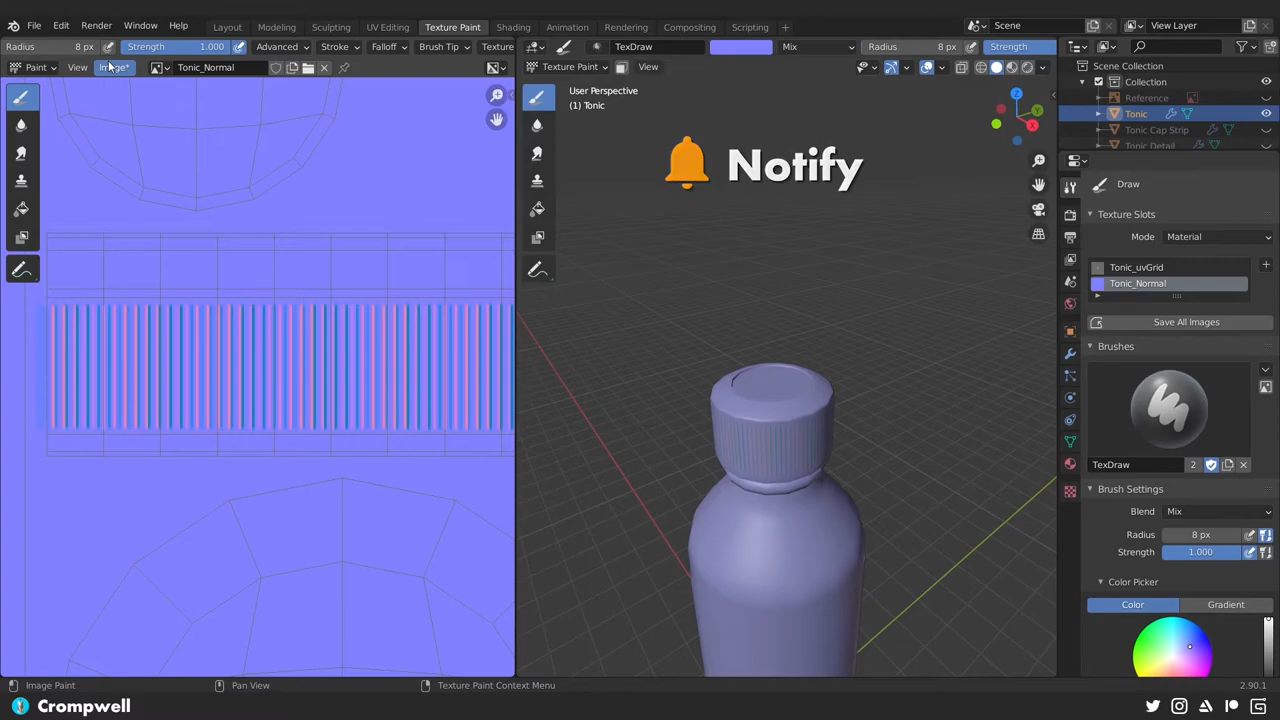 File Edit Render Window Help Layout Modeling Sculpting UV Editing Texture Paint Shading Animation Rendering Compositing Scripting + Scene View Layer
Radius 8 px Strength 1.000 Advanced Stroke Falloff Brush Tip Texture TexDraw Mix Radius 8 px Strength
Paint View Image* Tonic_Normal Texture Paint View
Scene Collection
Collection
Reference
Tonic
Tonic Cap Strip
Tonic Detail
User Perspective
(1) Tonic
Notify
Draw
Texture Slots
Mode Material
Tonic_uvGrid
Tonic_Normal
Save All Images
Brushes
TexDraw 2
Brush Settings
Blend Mix
Radius 8 px
Strength 1.000
Color Picker
Color Gradient
Z
Y
X
Image Paint Pan View Texture Paint Context Menu 2.90.1
Crompwell